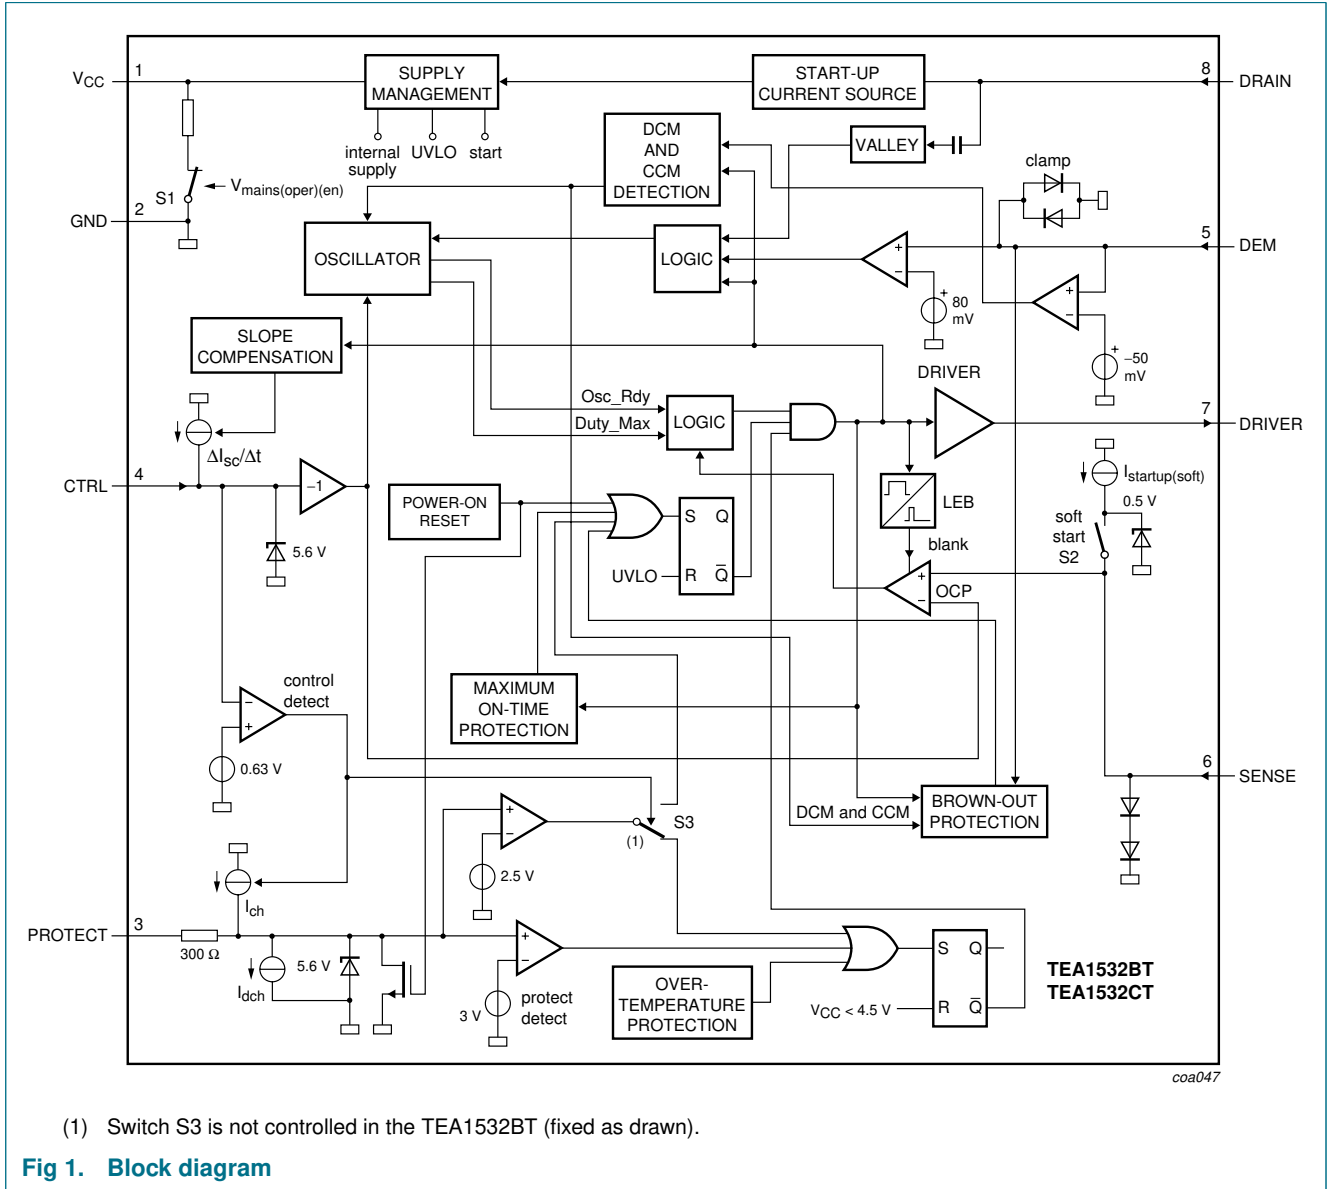 VCC 1
SUPPLY
MANAGEMENT
START-UP
CURRENT SOURCE
8 DRAIN
internal
supply
UVLO
start
DCM
AND
CCM
DETECTION
VALLEY
clamp
S1
Vmains(oper)(en)
GND 2
OSCILLATOR
LOGIC
+
−
80
mV
+
5 DEM
+
−
−50
mV
+
SLOPE
COMPENSATION
DRIVER
Osc_Rdy
Duty_Max
LOGIC
7 DRIVER
ΔISC/Δt
CTRL 4
−1
5.6 V
POWER-ON
RESET
S Q
R Q
UVLO
LEB
blank
Istartup(soft)
0.5 V
soft
start
S2
+
−
OCP
control
detect
−
+
0.63 V
MAXIMUM
ON-TIME
PROTECTION
6 SENSE
DCM and CCM
BROWN-OUT
PROTECTION
+
−
2.5 V
S3
(1)
Ich
PROTECT 3
300 Ω
Idch
5.6 V
+
−
3 V
protect
detect
OVER-
TEMPERATURE
PROTECTION
S Q
R Q
VCC < 4.5 V
TEA1532BT
TEA1532CT
coa047
(1) Switch S3 is not controlled in the TEA1532BT (fixed as drawn).
Fig 1. Block diagram